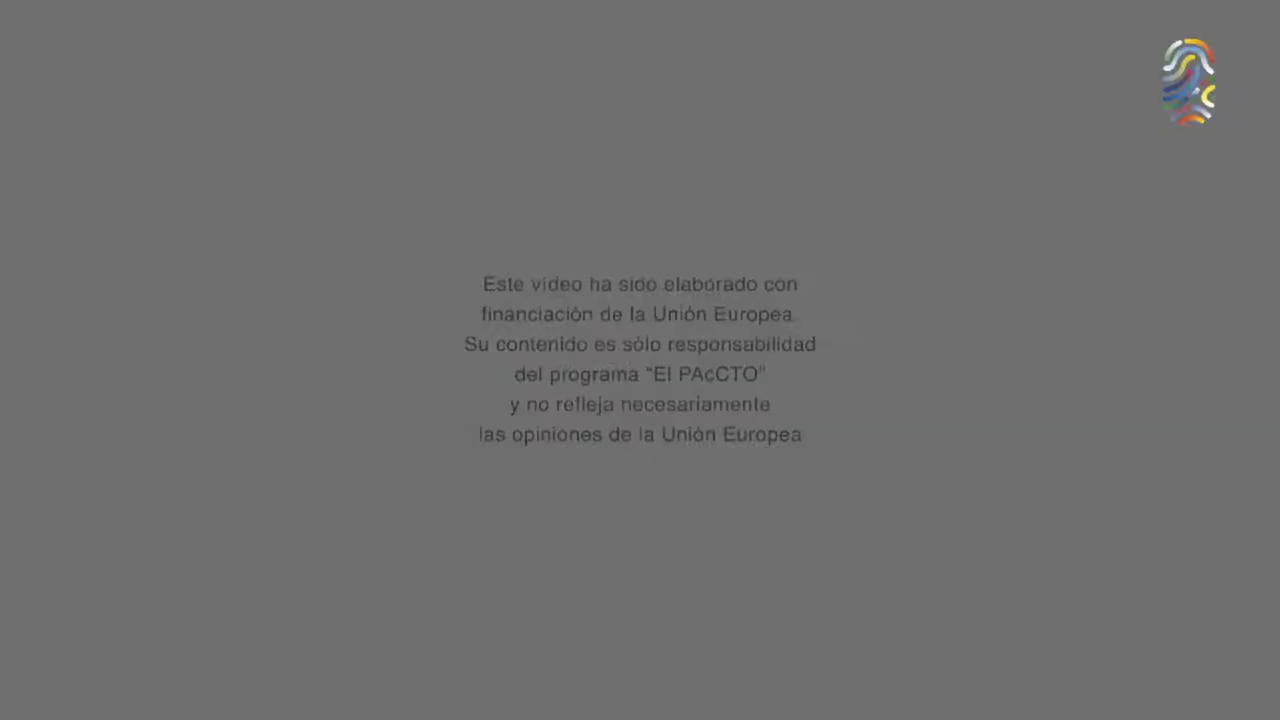 Este vídeo ha sido elaborado con
financiación de la Unión Europea.
Su contenido es sólo responsabilidad
del programa “El PAcCTO”
y no refleja necesariamente
las opiniones de la Unión Europea